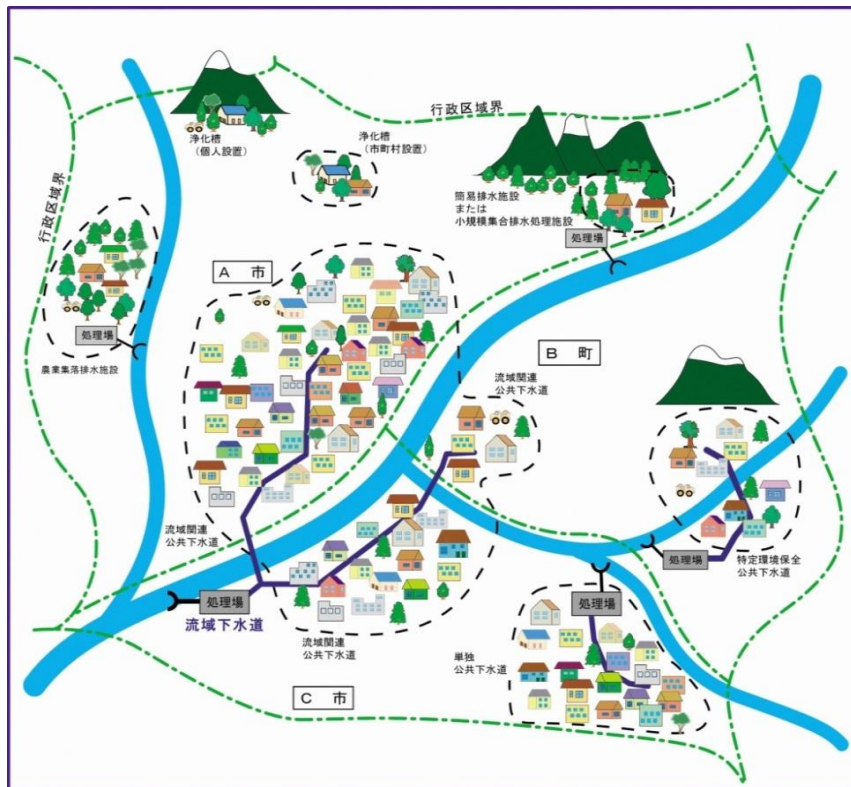 浄化槽
（個人設置）
浄化槽
（市町村設置）
行政区域界
行政区域界
簡易排水施設
または
小規模集合排水処理施設
処理場
A 市
処理場
農業集落排水施設
B 町
流域関連
公共下水道
流域関連
公共下水道
処理場
特定環境保全
公共下水道
処理場
流域下水道
処理場
流域関連
公共下水道
単独
公共下水道
C 市